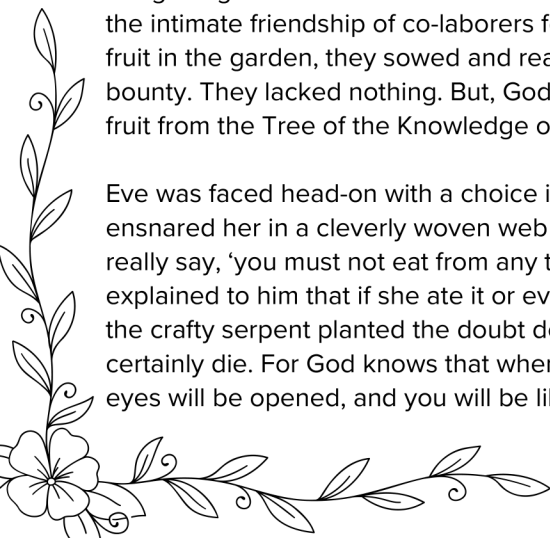 the intimate friendship of co-laborers
fruit in the garden, they sowed and
bounty. They lacked nothing. But, God
fruit from the Tree of the Knowledge
Eve was faced head-on with a choice
ensnared her in a cleverly woven web
really say, ‘you must not eat from any
explained to him that if she ate it or
the crafty serpent planted the doubt
certainly die. For God knows that
eyes will be opened, and you will be